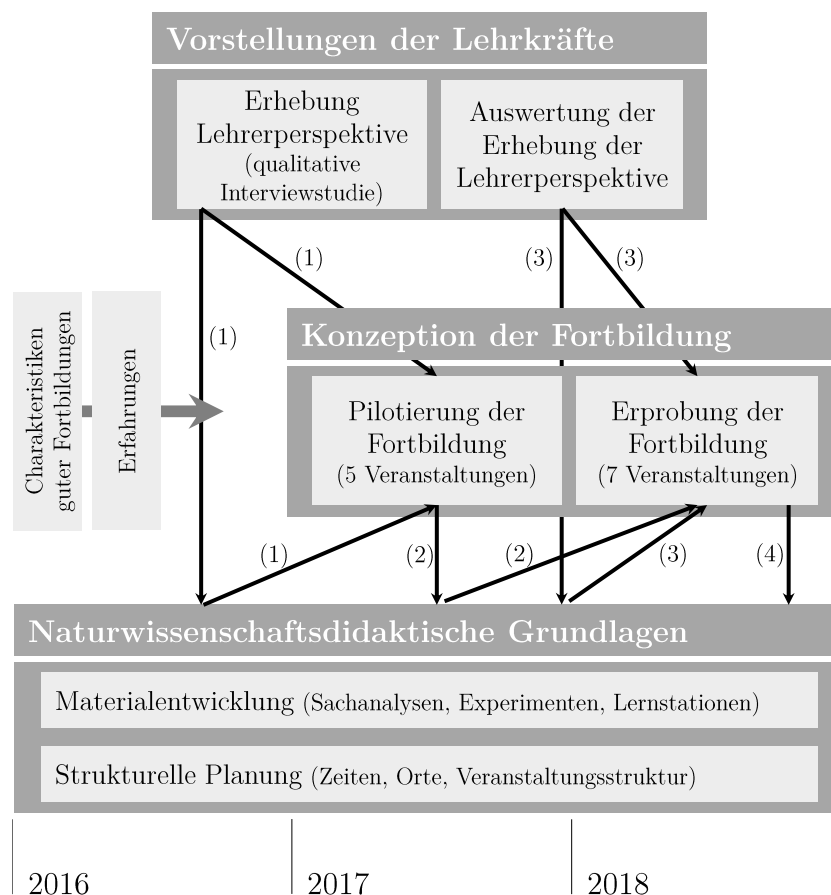 Vorstellungen der Lehrkräfte
Erhebung
Lehrerperspektive
(qualitative
Interviewstudie)
Auswertung der
Erhebung der
Lehrerperspektive
(1)
(3)
(3)
(1)
Charakteristiken
guter Fortbildungen
Erfahrungen
Konzeption der Fortbildung
Pilotierung der
Fortbildung
(5 Veranstaltungen)
Erprobung der
Fortbildung
(7 Veranstaltungen)
(1)
(2)
(2)
(3)
(4)
Naturwissenschaftsdidaktische Grundlagen
Materialentwicklung (Sachanalysen, Experimenten, Lernstationen)
Strukturelle Planung (Zeiten, Orte, Veranstaltungsstruktur)
2016
2017
2018